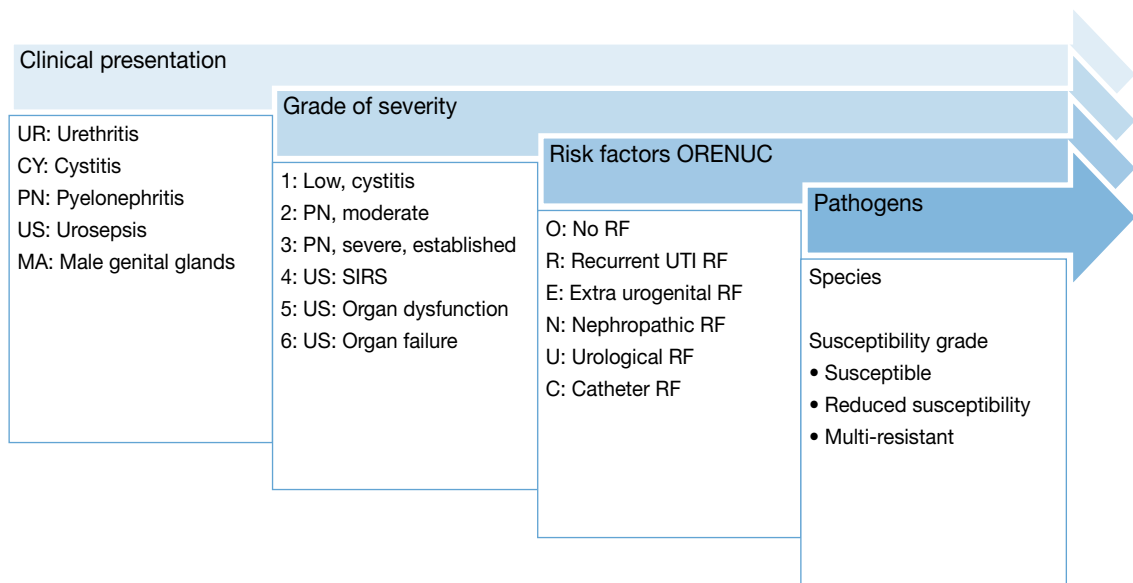 Clinical presentation
UR: Urethritis
CY: Cystitis
PN: Pyelonephritis
US: Urosepsis
MA: Male genital glands
Grade of severity
1: Low, cystitis
2: PN, moderate
3: PN, severe, established
4: US: SIRS
5: US: Organ dysfunction
6: US: Organ failure
Risk factors ORENUC
O: No RF
R: Recurrent UTI RF
E: Extra urogenital RF
N: Nephropathic RF
U: Urological RF
C: Catheter RF
Pathogens
Species
Susceptibility grade
• Susceptible
• Reduced susceptibility
• Multi-resistant